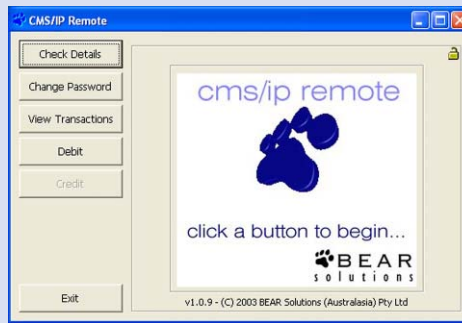 CMS/IP Remote
Check Details
Change Password
View Transactions
Debit
Credit
Exit
cms/ip remote
click a button to begin...
BEAR
solutions
v1.0.9 - (C) 2003 BEAR Solutions (Australasia) Pty Ltd